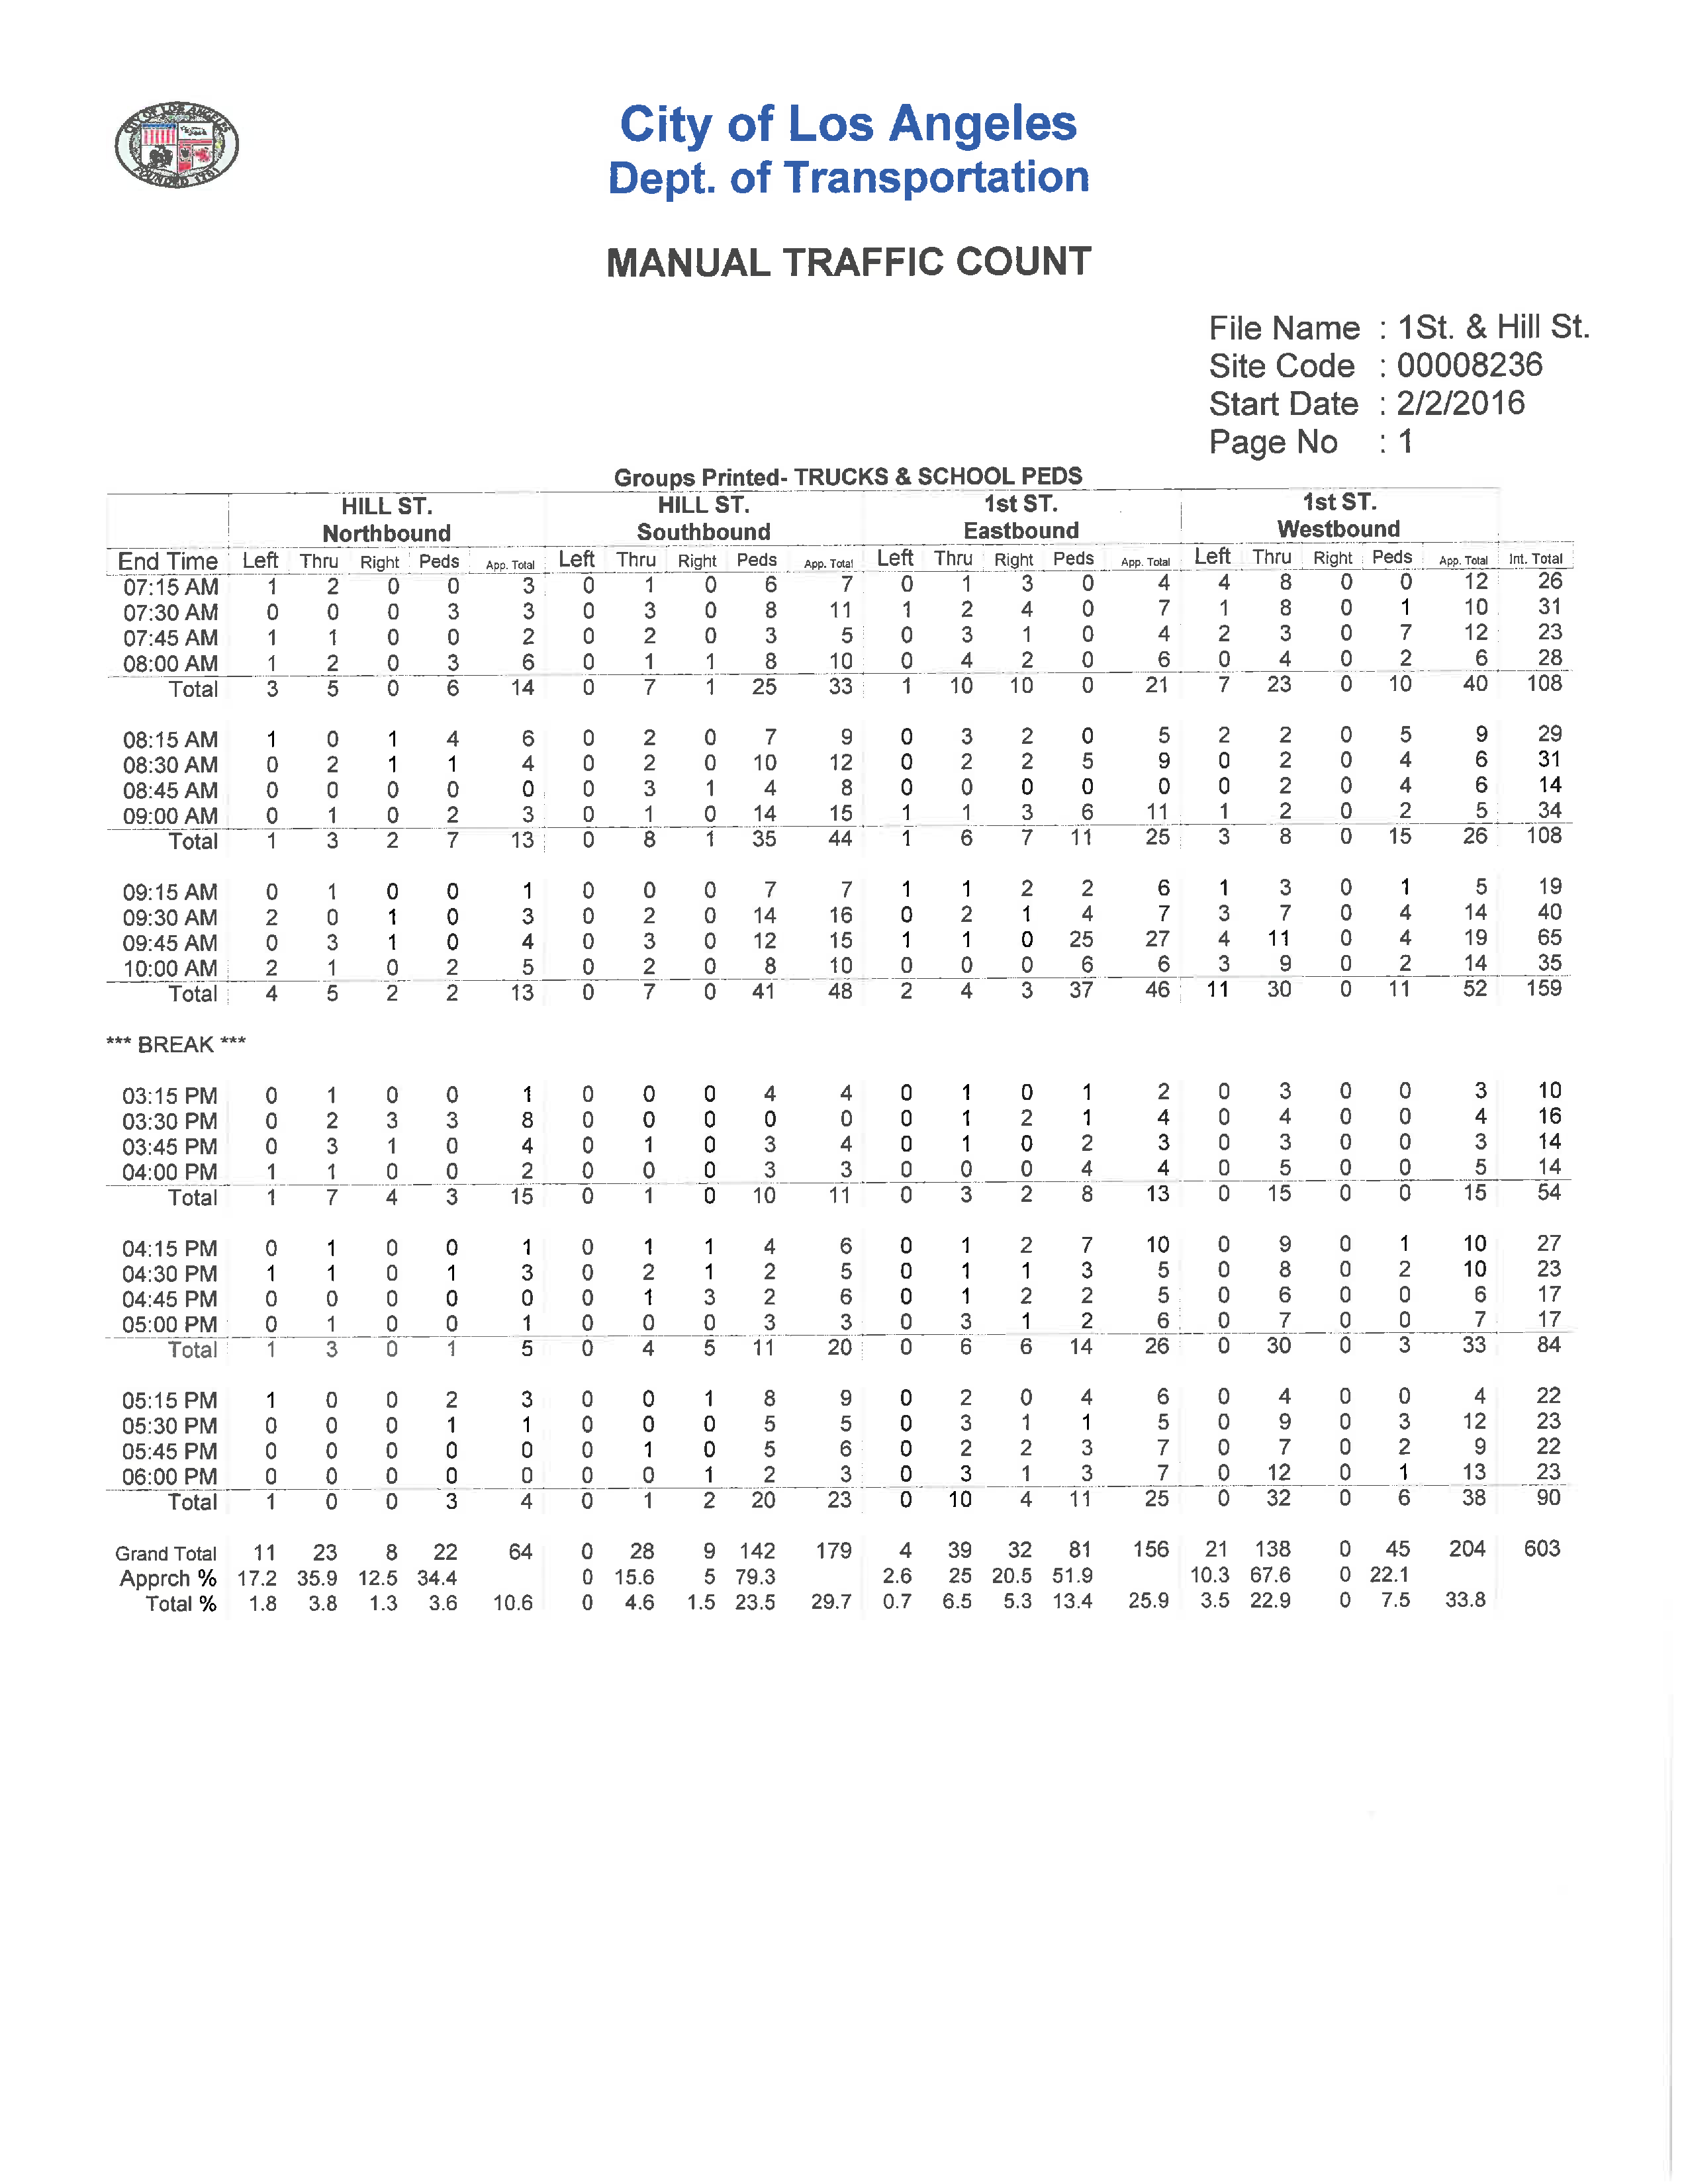 City of Los Angeles
Dept. of Transportation
MANUAL TRAFFIC COUNT
File Name : 1St. & Hill St.
Site Code : 00008236
Start Date : 2/2/2016
Page No : 1
Groups Printed- TRUCKS & SCHOOL PEDS
HILL ST. HILL ST. 1st ST. 1st ST.
Northbound Southbound Eastbound Westbound
End Time Left Thru Right Peds App. Total Left Thru Right Peds App. Total Left Thru Right Peds App. Total Left Thru Right Peds App. Total Int. Total
07:15 AM 1 2 0 0 3 0 1 0 6 7 0 1 3 0 4 4 8 0 0 12 26
07:30 AM 0 0 0 3 3 0 3 0 8 11 1 2 4 0 7 1 8 0 1 10 31
07:45 AM 1 1 0 0 2 0 2 0 3 5 0 3 1 0 4 2 3 0 7 12 23
08:00 AM 1 2 0 3 6 0 1 1 8 10 0 4 2 0 6 0 4 0 2 6 28
Total 3 5 0 6 14 0 7 1 25 33 1 10 10 0 21 7 23 0 10 40 108
08:15 AM 1 0 1 4 6 0 2 0 7 9 0 3 2 0 5 2 2 0 5 9 29
08:30 AM 0 2 1 1 4 0 2 0 10 12 0 2 2 5 9 0 2 0 4 6 31
08:45 AM 0 0 0 0 0 0 3 1 4 8 0 0 0 0 0 0 2 0 4 6 14
09:00 AM 0 1 0 2 3 0 1 0 14 15 1 1 3 6 11 1 2 0 2 5 34
Total 1 3 2 7 13 0 8 1 35 44 1 6 7 11 25 3 8 0 15 26 108
09:15 AM 0 1 0 0 1 0 0 0 7 7 1 1 2 2 6 1 3 0 1 5 19
09:30 AM 2 0 1 0 3 0 2 0 14 16 0 2 1 4 7 3 7 0 4 14 40
09:45 AM 0 3 1 0 4 0 3 0 12 15 1 1 0 25 27 4 11 0 4 19 65
10:00 AM 2 1 0 2 5 0 2 0 8 10 0 0 0 6 6 3 9 0 2 14 35
Total 4 5 2 2 13 0 7 0 41 48 2 4 3 37 46 11 30 0 11 52 159
*** BREAK ***
03:15 PM 0 1 0 0 1 0 0 0 4 4 0 1 0 1 2 0 3 0 0 3 10
03:30 PM 0 2 3 3 8 0 0 0 0 0 0 1 2 1 4 0 4 0 0 4 16
03:45 PM 0 3 1 0 4 0 1 0 3 4 0 1 0 2 3 0 3 0 0 3 14
04:00 PM 1 1 0 0 2 0 0 0 3 3 0 0 0 4 4 0 5 0 0 5 14
Total 1 7 4 3 15 0 1 0 10 11 0 3 2 8 13 0 15 0 0 15 54
04:15 PM 0 1 0 0 1 0 1 1 4 6 0 1 2 7 10 0 9 0 1 10 27
04:30 PM 1 1 0 1 3 0 2 1 2 5 0 1 1 3 5 0 8 0 2 10 23
04:45 PM 0 0 0 0 0 0 1 3 2 6 0 1 2 2 5 0 6 0 0 6 17
05:00 PM 0 1 0 0 1 0 0 0 3 3 0 3 1 2 6 0 7 0 0 7 17
Total 1 3 0 1 5 0 4 5 11 20 0 6 6 14 26 0 30 0 3 33 84
05:15 PM 1 0 0 2 3 0 0 1 8 9 0 2 0 4 6 0 4 0 0 4 22
05:30 PM 0 0 0 1 1 0 0 0 5 5 0 3 1 1 5 0 9 0 3 12 23
05:45 PM 0 0 0 0 0 0 1 0 5 6 0 2 2 3 7 0 7 0 2 9 22
06:00 PM 0 0 0 0 0 0 0 1 2 3 0 3 1 3 7 0 12 0 1 13 23
Total 1 0 0 3 4 0 1 2 20 23 0 10 4 11 25 0 32 0 6 38 90
Grand Total 11 23 8 22 64 0 28 9 142 179 4 39 32 81 156 21 138 0 45 204 603
Apprch % 17.2 35.9 12.5 34.4 0 15.6 5 79.3 2.6 25 20.5 51.9 10.3 67.6 0 22.1
Total % 1.8 3.8 1.3 3.6 10.6 0 4.6 1.5 23.5 29.7 0.7 6.5 5.3 13.4 25.9 3.5 22.9 0 7.5 33.8